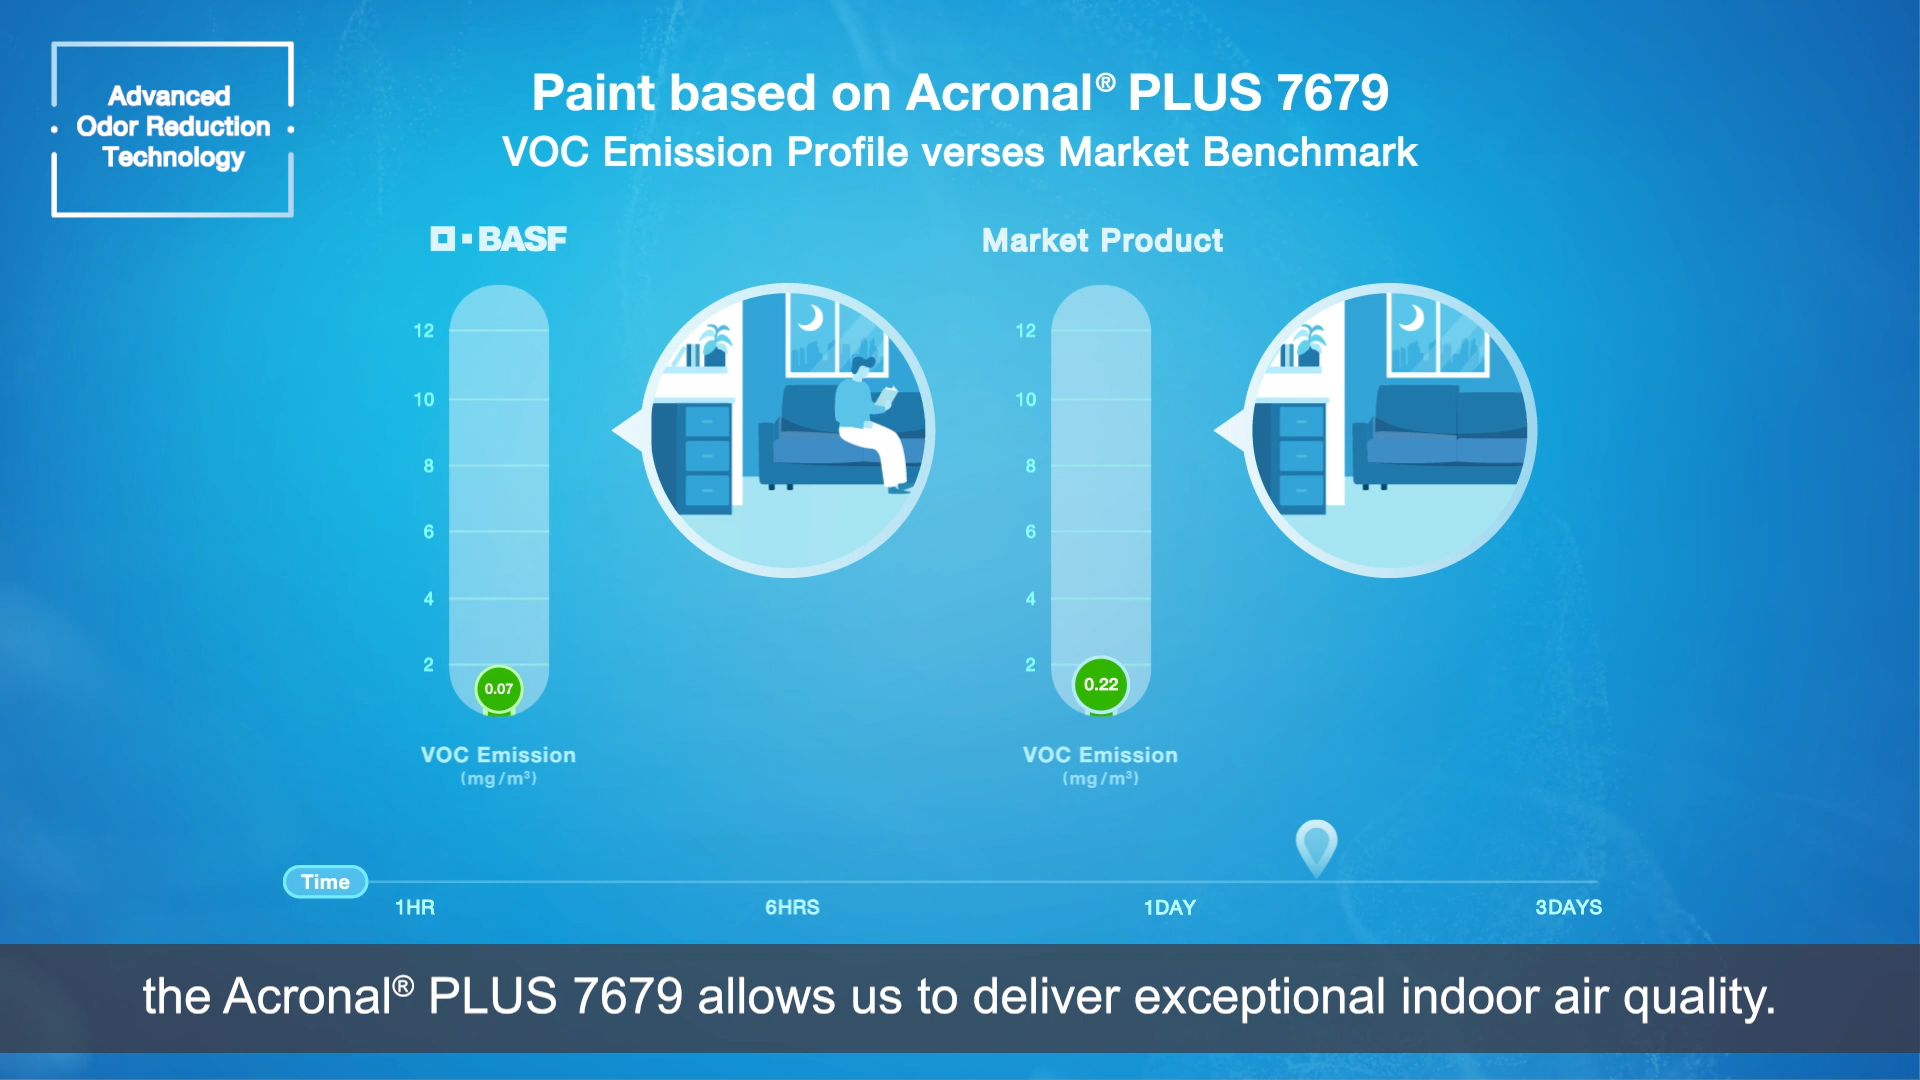 Advanced
Odor Reduction
Technology
Paint based on Acronal® PLUS 7679
VOC Emission Profile verses Market Benchmark
BASF
Market Product
12
10
8
6
4
2
0.07
VOC Emission
(mg/m³)
12
10
8
6
4
2
0.22
VOC Emission
(mg/m³)
Time
1HR 6HRS 1DAY 3DAYS
the Acronal® PLUS 7679 allows us to deliver exceptional indoor air quality.